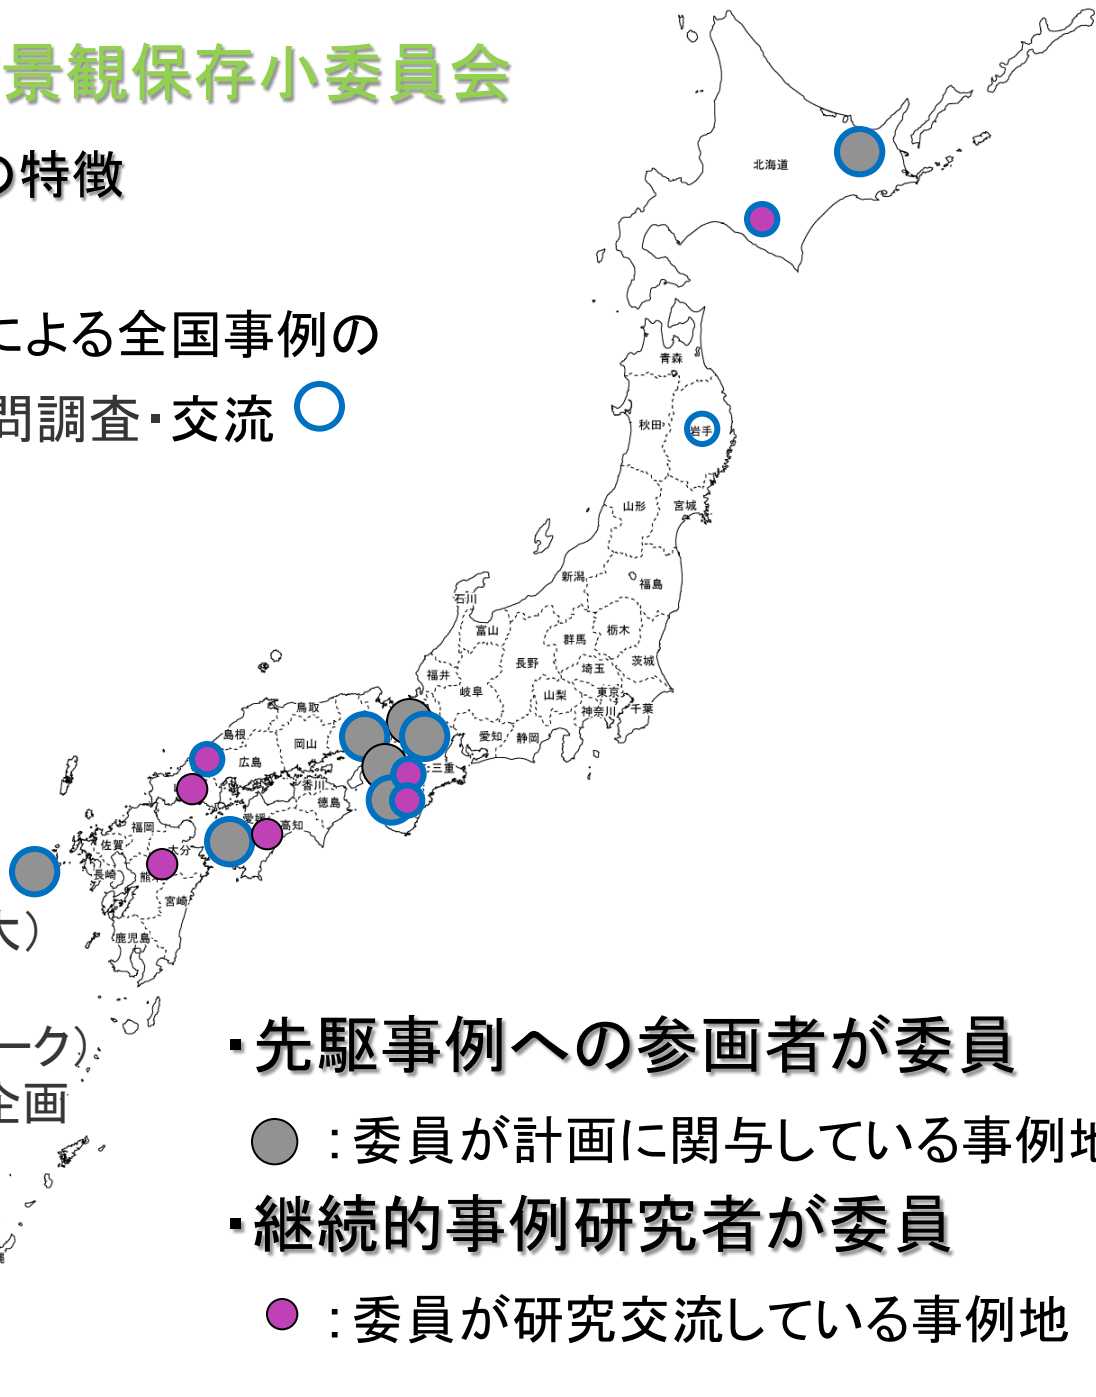 景観保存小委員会
の特徴
による全国事例の
問調査・交流
北海道
青森
秋田
岩手
山形
宮城
新潟
福島
石川
富山
群馬
栃木
福井
長野
埼玉
茨城
岐阜
山梨
東京
神奈川
千葉
鳥取
島根
岡山
愛知
静岡
広島
三重
香川
徳島
愛媛
高知
福岡
佐賀
大分
長崎
熊
宮崎
鹿児島
大）
ーク）
企画
・先駆事例への参画者が委員
：委員が計画に関与している事例地
・継続的事例研究者が委員
：委員が研究交流している事例地